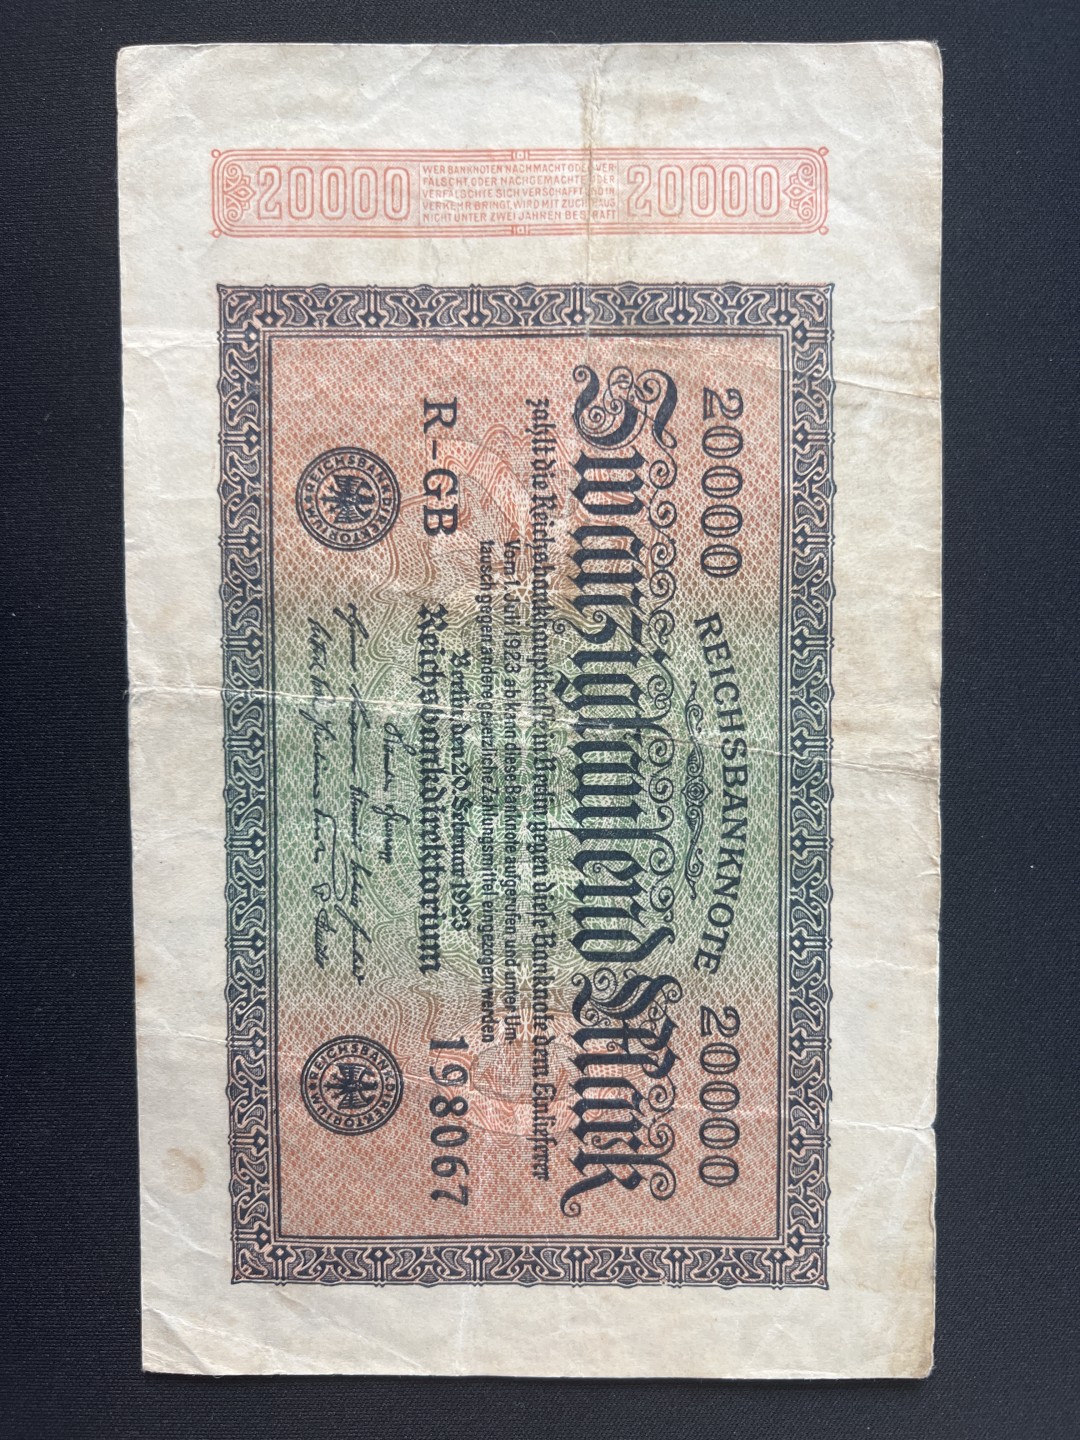 20000
WER BANKNOTEN NACHMACHT ODER VER-
FÄLSCHT, ODER NACHGEMACHTE ODER
VERFÄLSCHTE SICH VERSCHAFFT UND IN
VERKEHR BRINGT, WIRD MIT ZUCHTHAUS
NICHT UNTER ZWEI JAHREN BESTRAFT
20000
20000 REICHSBANKNOTE 20000
Zwanzigtausend Mark
zahlt die Reichsbankhauptkasse in Berlin gegen diese Banknote dem Einlieferer
Vom 1. Juli 1923 ab kann diese Banknote aufgerufen und unter Um-
tausch gegen andere gesetzliche Zahlungsmittel eingezogen werden
Berlin, den 20. Februar 1923
R-GB Reichsbankdirektorium 198067
REICHSBANKDIREKTORIUM
REICHSBANKDIREKTORIUM